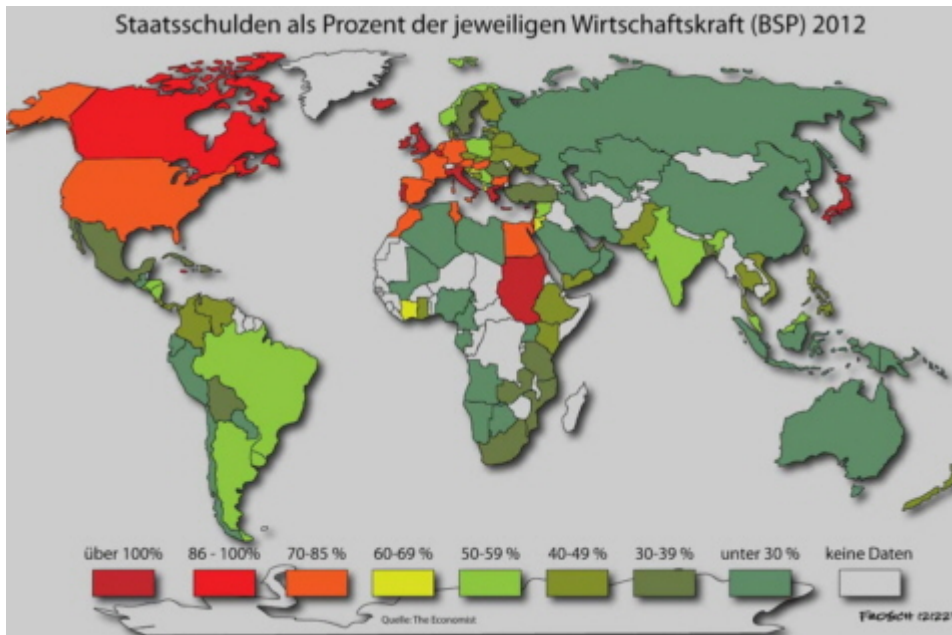 Staatsschulden als Prozent der jeweiligen Wirtschaftskraft (BSP) 2012
über 100% 86 - 100% 70-85 % 60-69 % 50-59 % 40-49 % 30-39% unter 30 % keine Daten
Quelle: The Economist
FROSCH